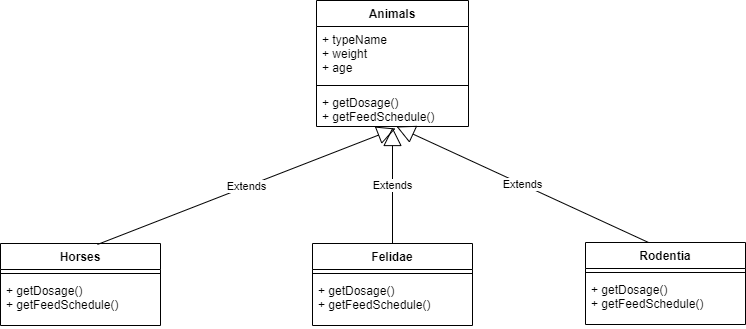 Animals
+ typeName
+ weight
+ age
+ getDosage()
+ getFeedSchedule()
Extends
Extends
Extends
Horses
+ getDosage()
+ getFeedSchedule()
Felidae
+ getDosage()
+ getFeedSchedule()
Rodentia
+ getDosage()
+ getFeedSchedule()